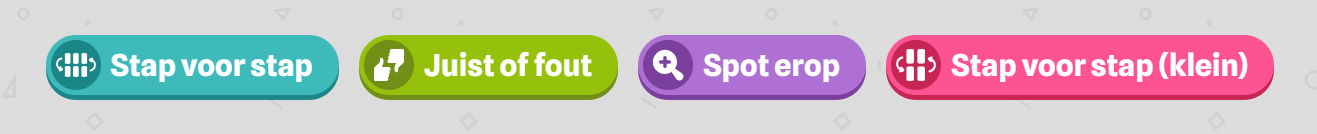 Stap voor stap
Juist of fout
Spot erop
Stap voor stap (klein)